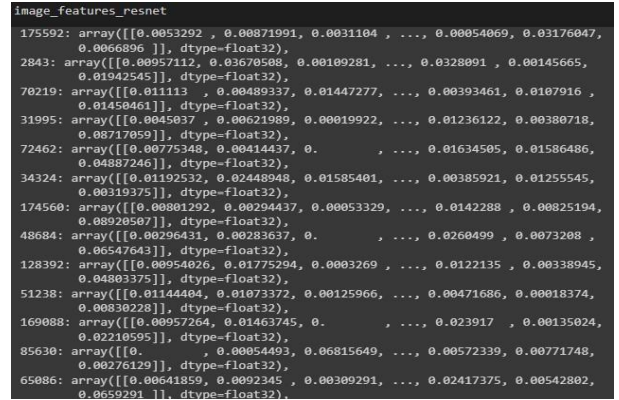 image_features_resnet
175592: array([[0.0053292 , 0.00871991, 0.0031104 , ..., 0.00054069, 0.03176047,
0.0066896 ]], dtype=float32),
2843: array([[0.00957112, 0.03670508, 0.00109281, ..., 0.0328091 , 0.00145665,
0.01942545]], dtype=float32),
70219: array([[0.011113  , 0.00489337, 0.01447277, ..., 0.00393461, 0.0107916 ,
0.01450461]], dtype=float32),
31995: array([[0.0045037 , 0.00621989, 0.00019922, ..., 0.01236122, 0.00380718,
0.08717059]], dtype=float32),
72462: array([[0.00775348, 0.00414437, 0.        , ..., 0.01634505, 0.01586486,
0.04887246]], dtype=float32),
34324: array([[0.01192532, 0.02448948, 0.01585401, ..., 0.00385921, 0.01255545,
0.00319375]], dtype=float32),
174560: array([[0.00801292, 0.00294437, 0.00053329, ..., 0.0142288 , 0.00825194,
0.08920507]], dtype=float32),
48684: array([[0.00296431, 0.00283637, 0.        , ..., 0.0260499 , 0.0073208 ,
0.06547643]], dtype=float32),
128392: array([[0.00954026, 0.01775294, 0.0003269 , ..., 0.0122135 , 0.00338945,
0.04803375]], dtype=float32),
51238: array([[0.01144404, 0.01073372, 0.00125966, ..., 0.00471686, 0.00018374,
0.00830228]], dtype=float32),
169088: array([[0.00957264, 0.01463745, 0.        , ..., 0.023917  , 0.00135024,
0.02210595]], dtype=float32),
85630: array([[0.        , 0.00054493, 0.06815649, ..., 0.00572339, 0.00771748,
0.00276129]], dtype=float32),
65086: array([[0.00641859, 0.0092345 , 0.00309291, ..., 0.02417375, 0.00542802,
0.0659291 ]], dtype=float32),